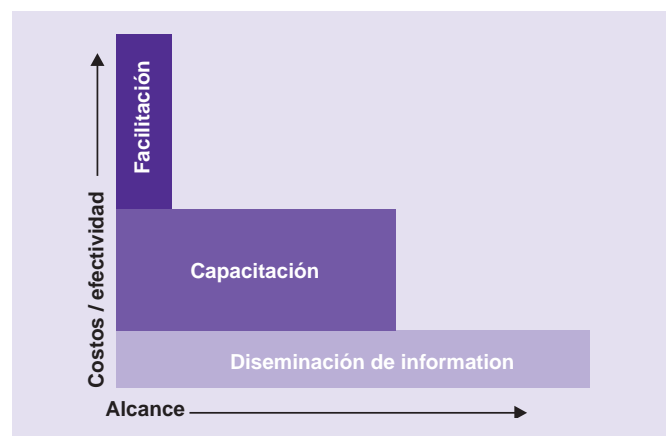 Facilitación
Costos / efectividad
Capacitación
Diseminación de information
Alcance